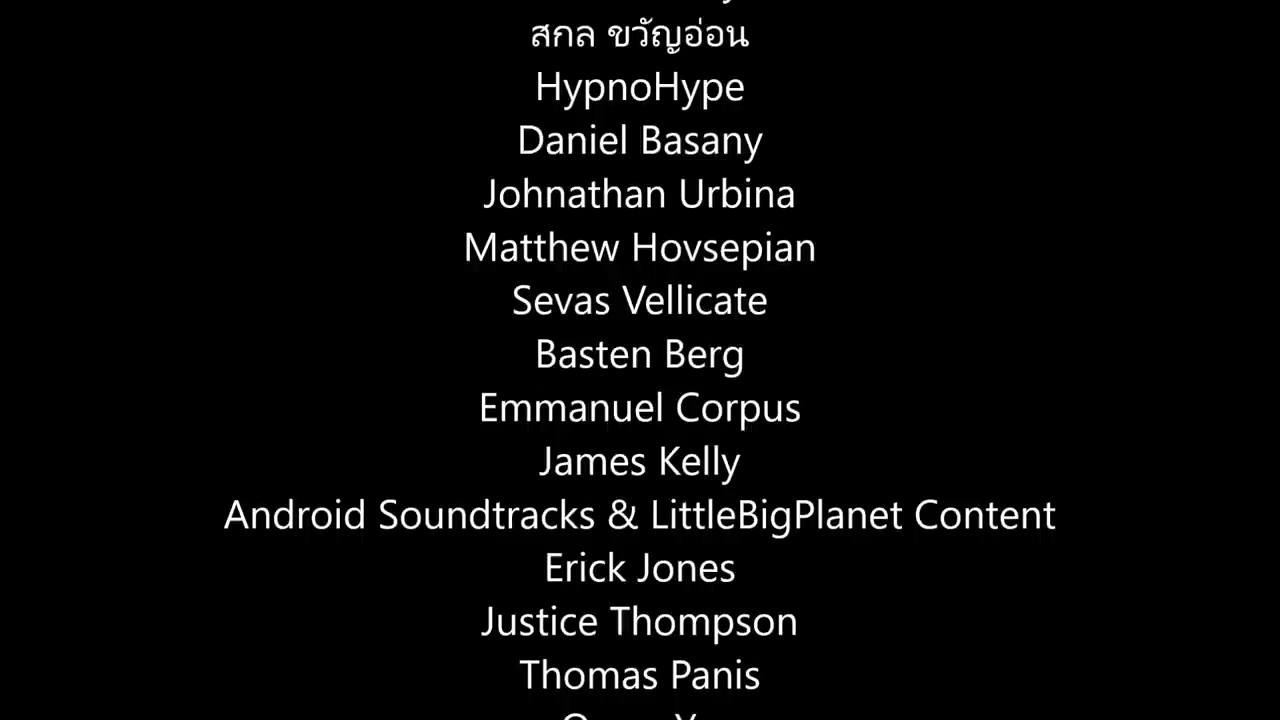 สกล ขวัญอ่อน
HypnoHype
Daniel Basany
Johnathan Urbina
Matthew Hovsepian
Sevas Vellicate
Basten Berg
Emmanuel Corpus
James Kelly
Android Soundtracks & LittleBigPlanet Content
Erick Jones
Justice Thompson
Thomas Panis